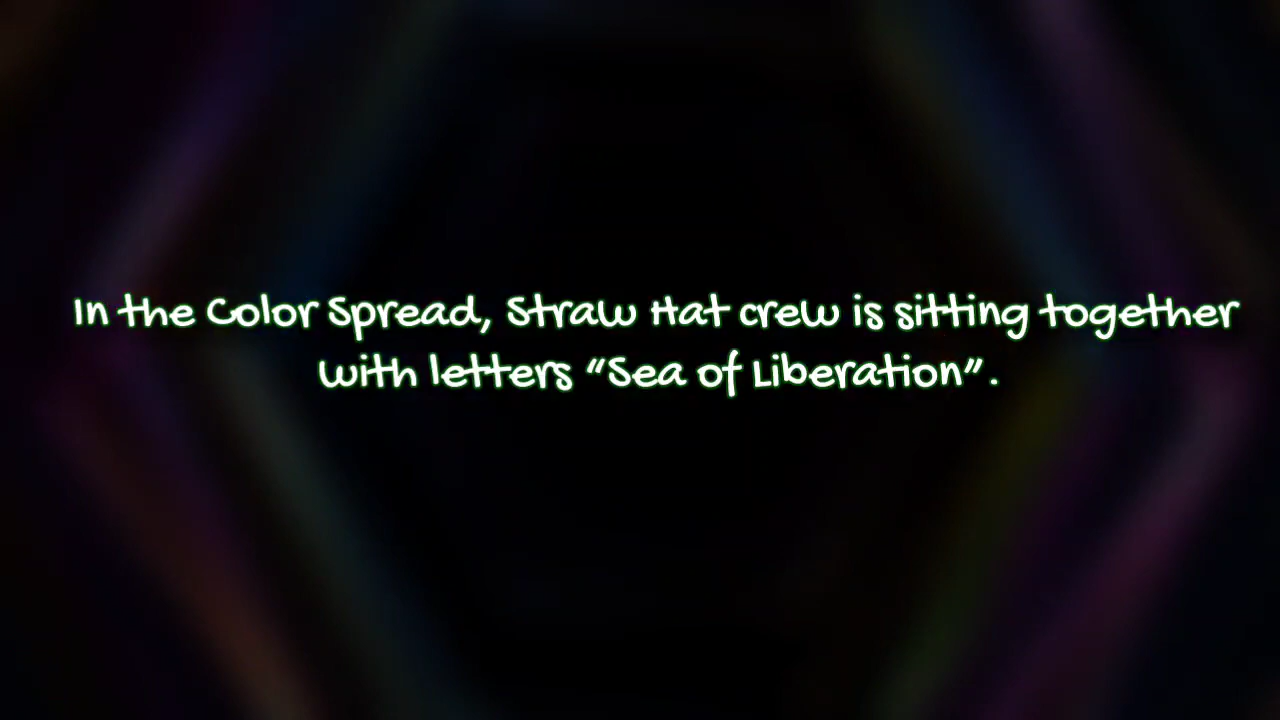 In the Color Spread, Straw Hat crew is sitting together
with letters “Sea of Liberation”.